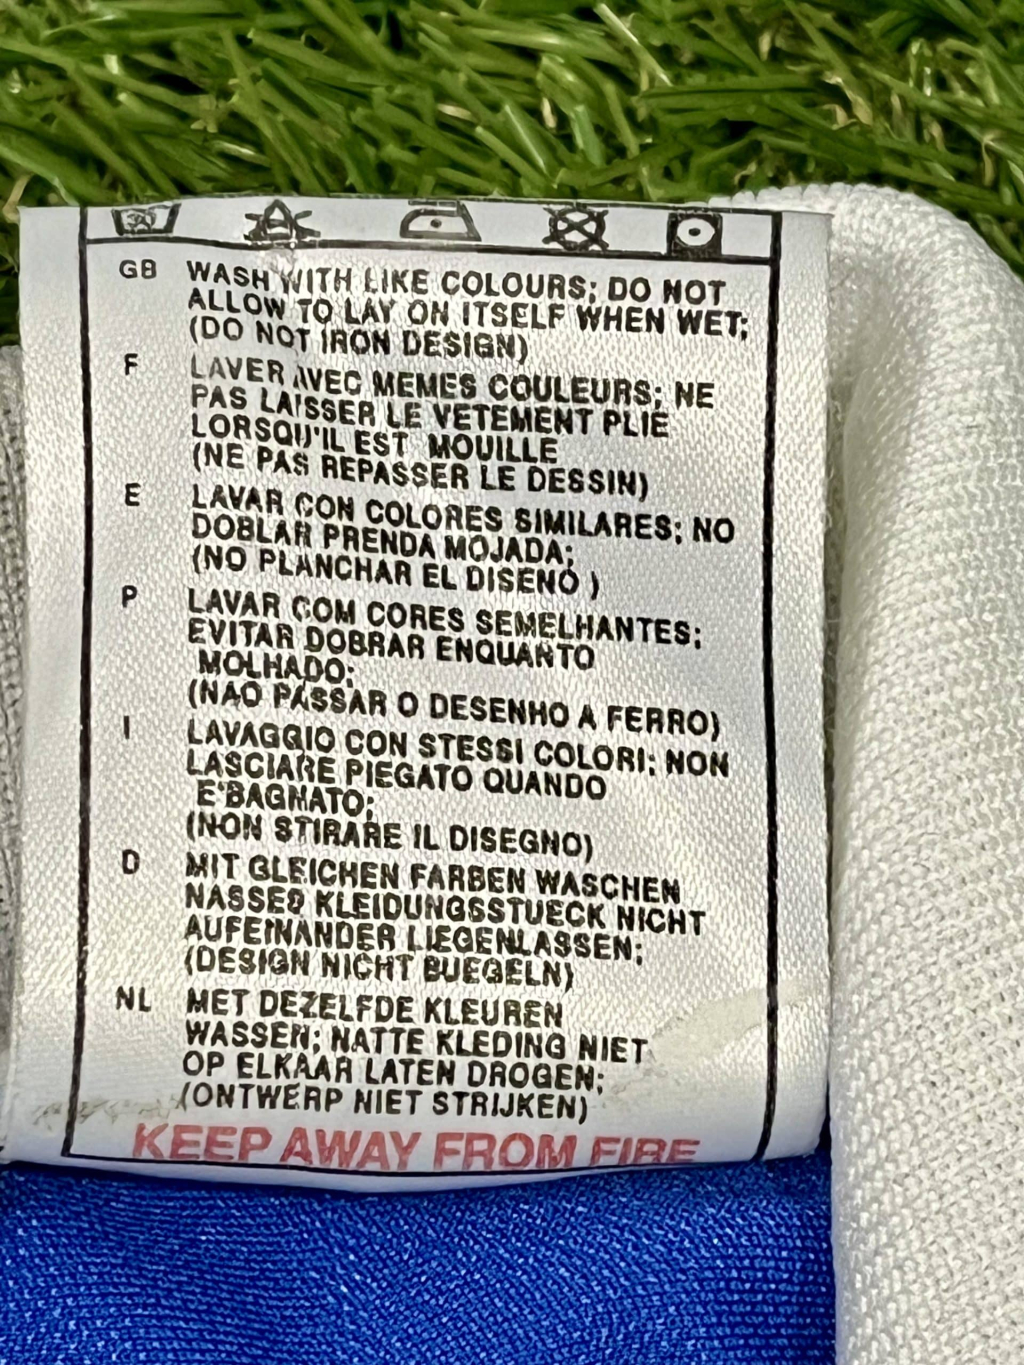 30
GB WASH WITH LIKE COLOURS; DO NOT
ALLOW TO LAY ON ITSELF WHEN WET;
(DO NOT IRON DESIGN)
F LAVER AVEC MEMES COULEURS; NE
PAS LAISSER LE VETEMENT PLIE
LORSQU'IL EST MOUILLE
(NE PAS REPASSER LE DESSIN)
E LAVAR CON COLORES SIMILARES; NO
DOBLAR PRENDA MOJADA;
(NO PLANCHAR EL DISENO )
P LAVAR COM CORES SEMELHANTES;
EVITAR DOBRAR ENQUANTO
MOLHADO;
(NAO PASSAR O DESENHO A FERRO)
I LAVAGGIO CON STESSI COLORI; NON
LASCIARE PIEGATO QUANDO
E'BAGNATO;
(NON STIRARE IL DISEGNO)
D MIT GLEICHEN FARBEN WASCHEN
NASSES KLEIDUNGSSTUECK NICHT
AUFEINANDER LIEGENLASSEN;
(DESIGN NICHT BUEGELN)
NL MET DEZELFDE KLEUREN
WASSEN; NATTE KLEDING NIET
OP ELKAAR LATEN DROGEN;
(ONTWERP NIET STRIJKEN)
KEEP AWAY FROM FIRE